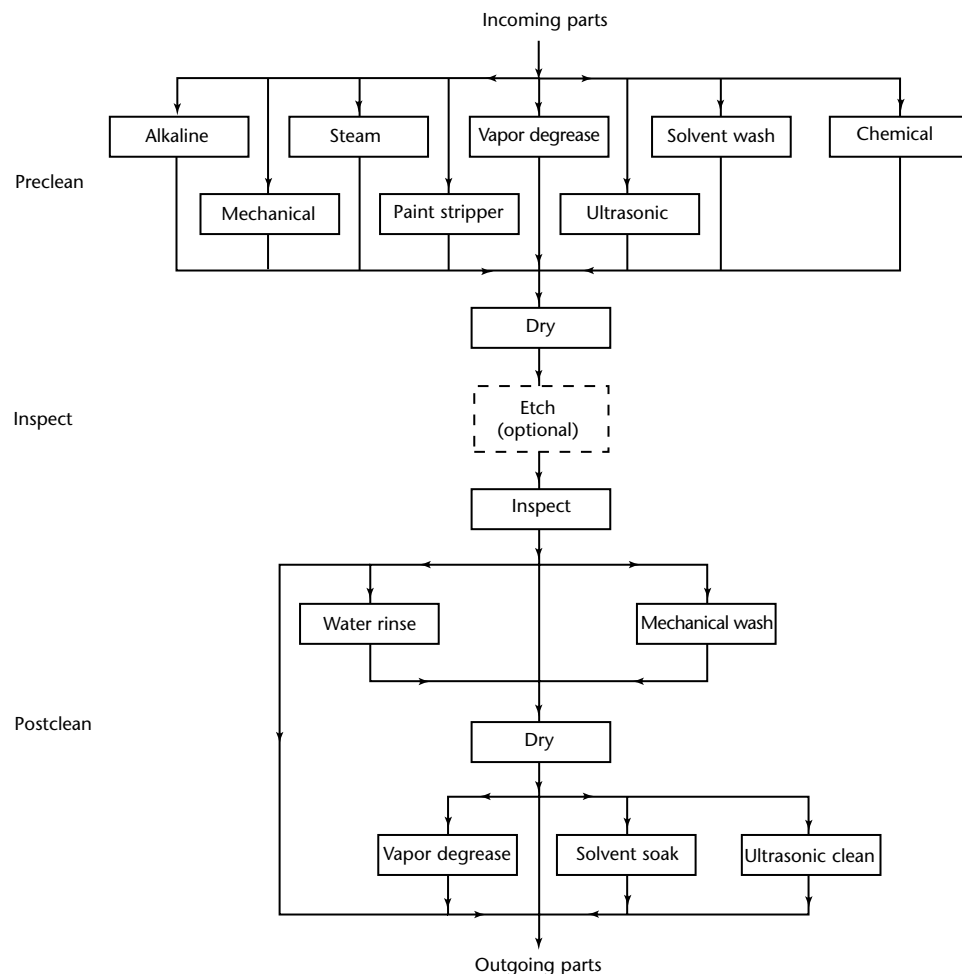 Incoming parts
Alkaline
Steam
Vapor degrease
Solvent wash
Chemical
Preclean
Mechanical
Paint stripper
Ultrasonic
Dry
Inspect
Etch
(optional)
Inspect
Water rinse
Mechanical wash
Postclean
Dry
Vapor degrease
Solvent soak
Ultrasonic clean
Outgoing parts